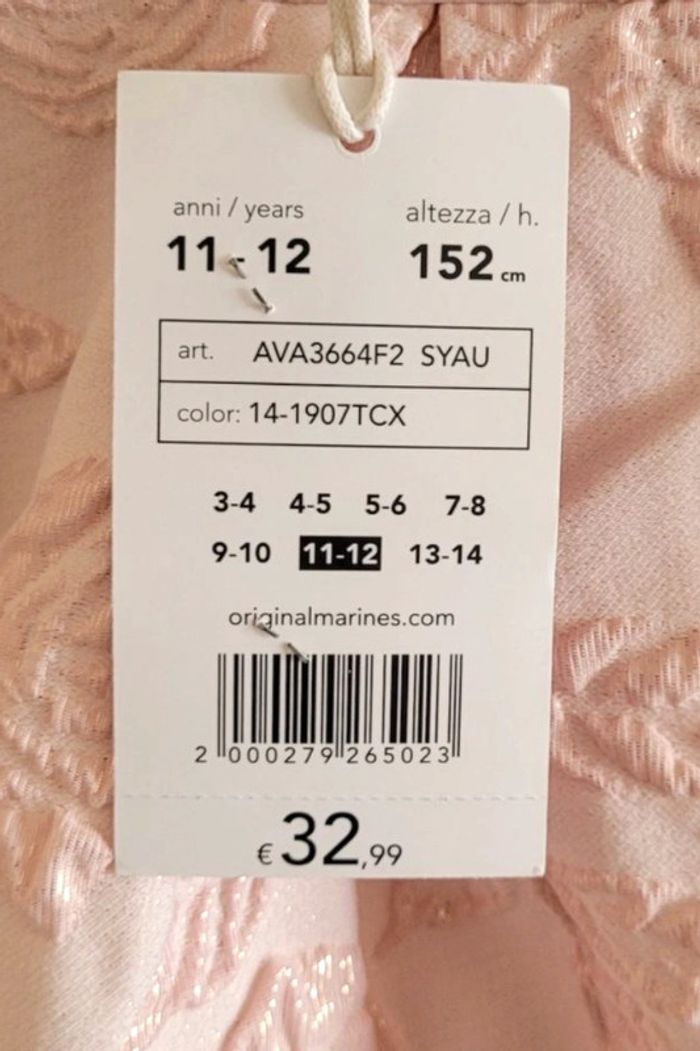 anni / years altezza / h.
11 - 12 152 cm
art. AVA3664F2 SYAU
color: 14-1907TCX
3-4 4-5 5-6 7-8
9-10 11-12 13-14
originalmarines.com
2 000279 265023
€ 32,99